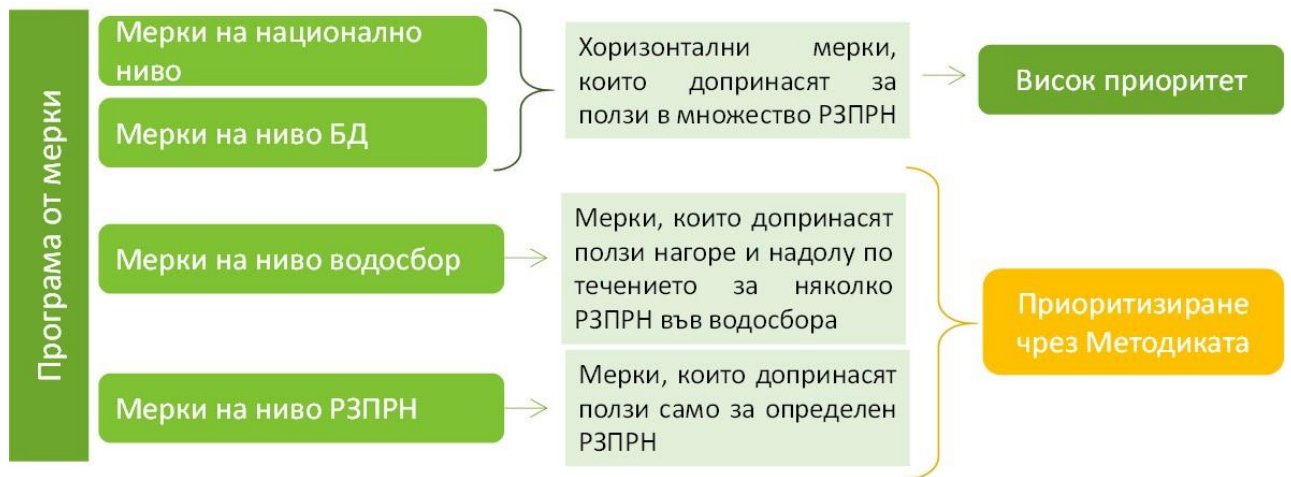 Програма от мерки
Мерки на национално
ниво
Мерки на ниво БД
Хоризонтални мерки,
които допринасят за
ползи в множество РЗПРН
Висок приоритет
Мерки на ниво водосбор
Мерки, които допринасят
ползи нагоре и надолу по
течението за няколко
РЗПРН във водосбора
Мерки на ниво РЗПРН
Мерки, които допринасят
ползи само за определен
РЗПРН
Приоритизиране
чрез Методиката